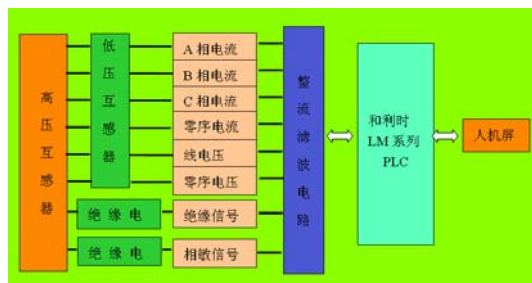 高压互感器
低压互感器
A 相电流
B 相电流
C 相电流
零序电流
线电压
零序电压
绝 缘 电
绝缘信号
绝 缘 电
相敏信号
整流滤波电路
和利时
LM 系列
PLC
人机屏